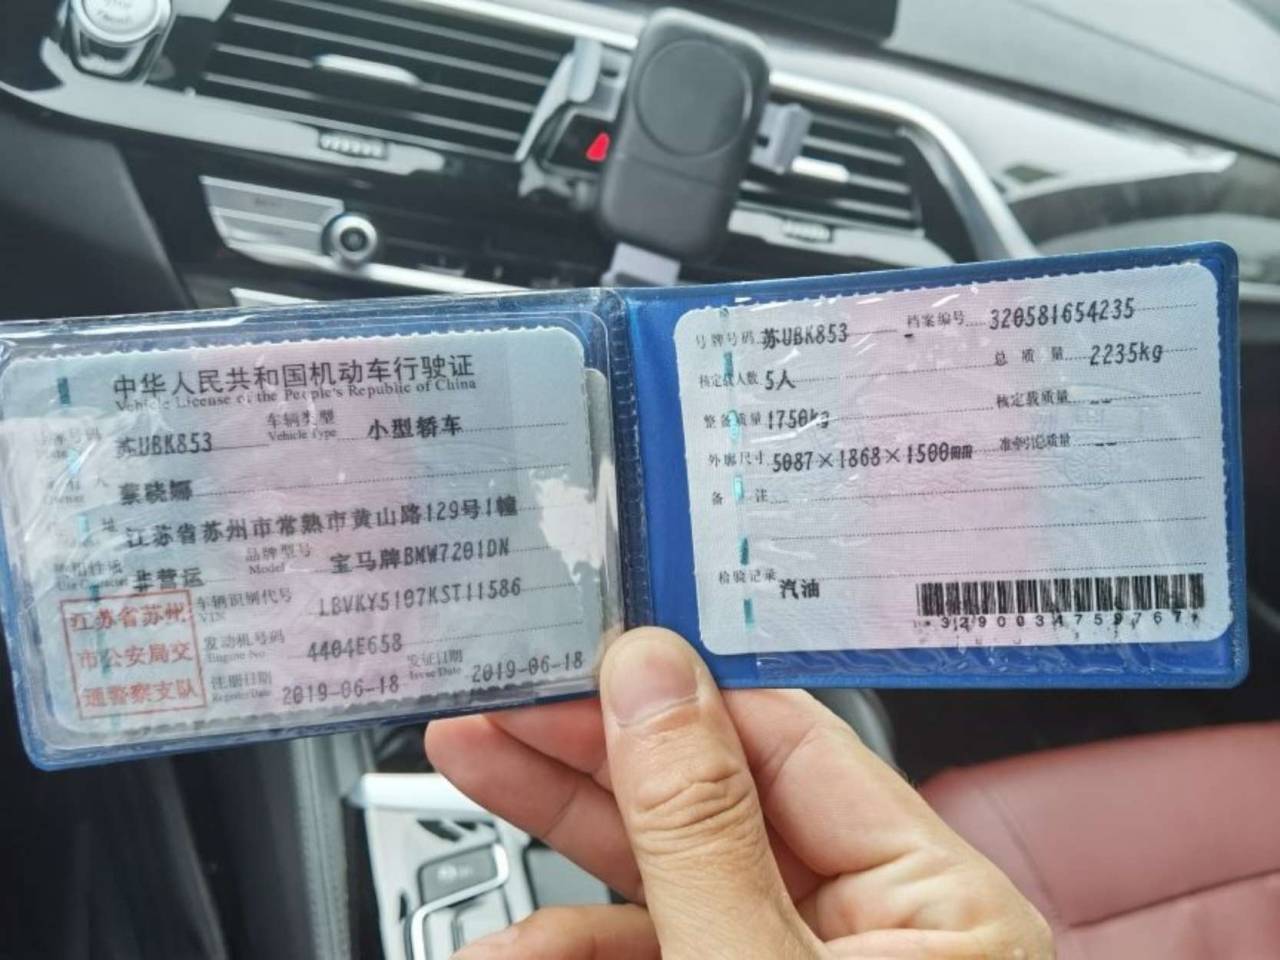 中华人民共和国机动车行驶证
Vehicle License of the People's Republic of China
号牌号码 苏UBK853 车辆类型 Vehicle Type 小型轿车
蔡晓娜
江苏省苏州市常熟市黄山路129号1幢
非营运 品牌型号 Model 宝马牌BMW7201DN
车辆识别代号 VIN LBVKY5107KST11586
发动机号码 Engine No. 4404E658
注册日期 Register Date 2019-06-18 发证日期 Issue Date 2019-06-18
江苏省苏州
市公安局交
通警察支队
号牌号码 苏UBK853 档案编号 320581654235
核定载人数 5人 总质量 2235kg
整备质量 1750kg 核定载质量 --
外廓尺寸 5087×1868×1500mm 准牵引总质量 --
备注
检验记录
汽油